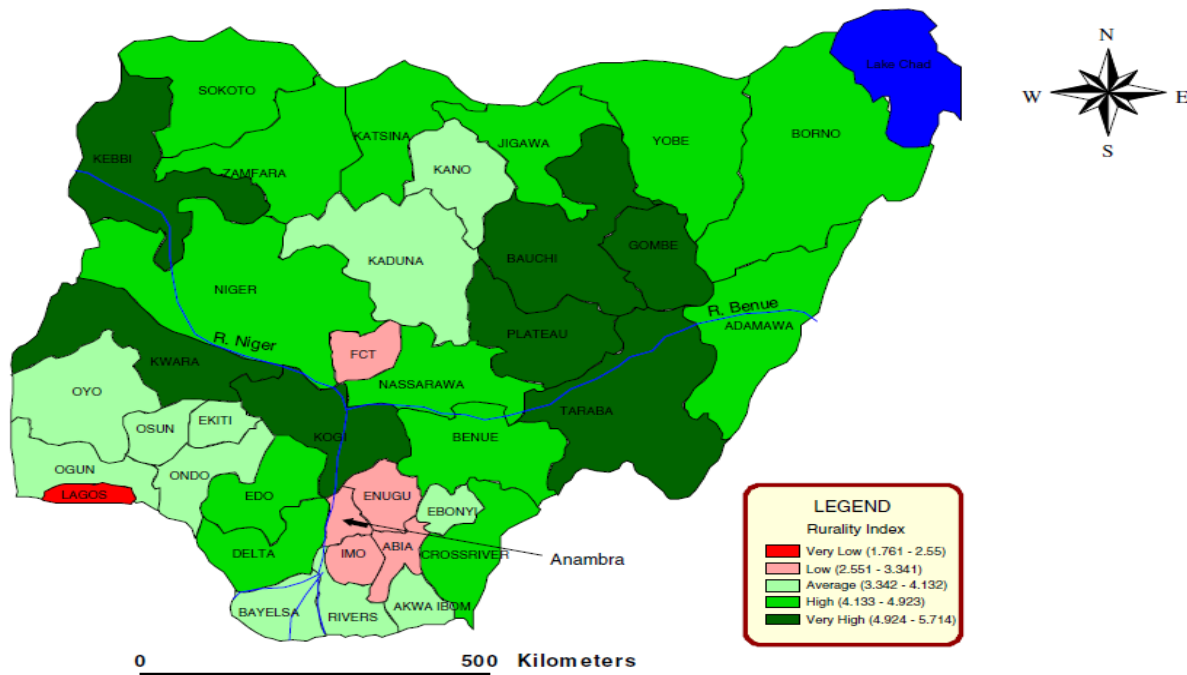 N
W
E
S
Lake Chad
SOKOTO
KATSINA
JIGAWA
YOBE
BORNO
KEBBI
ZAMFARA
KANO
KADUNA
BAUCHI
GOMBE
NIGER
R. Benue
ADAMAWA
PLATEAU
R. Niger
FCT
KWARA
NASSARAWA
TARABA
OYO
OSUN
EKITI
KOGI
BENUE
OGUN
ONDO
LAGOS
EDO
ENUGU
EBONYI
DELTA
IMO
ABIA
CROSSRIVER
Anambra
BAYELSA
RIVERS
AKWA IBOM
LEGEND
Rurality Index
Very Low (1.761 - 2.55)
Low (2.551 - 3.341)
Average (3.342 - 4.132)
High (4.133 - 4.923)
Very High (4.924 - 5.714)
0 500 Kilometers